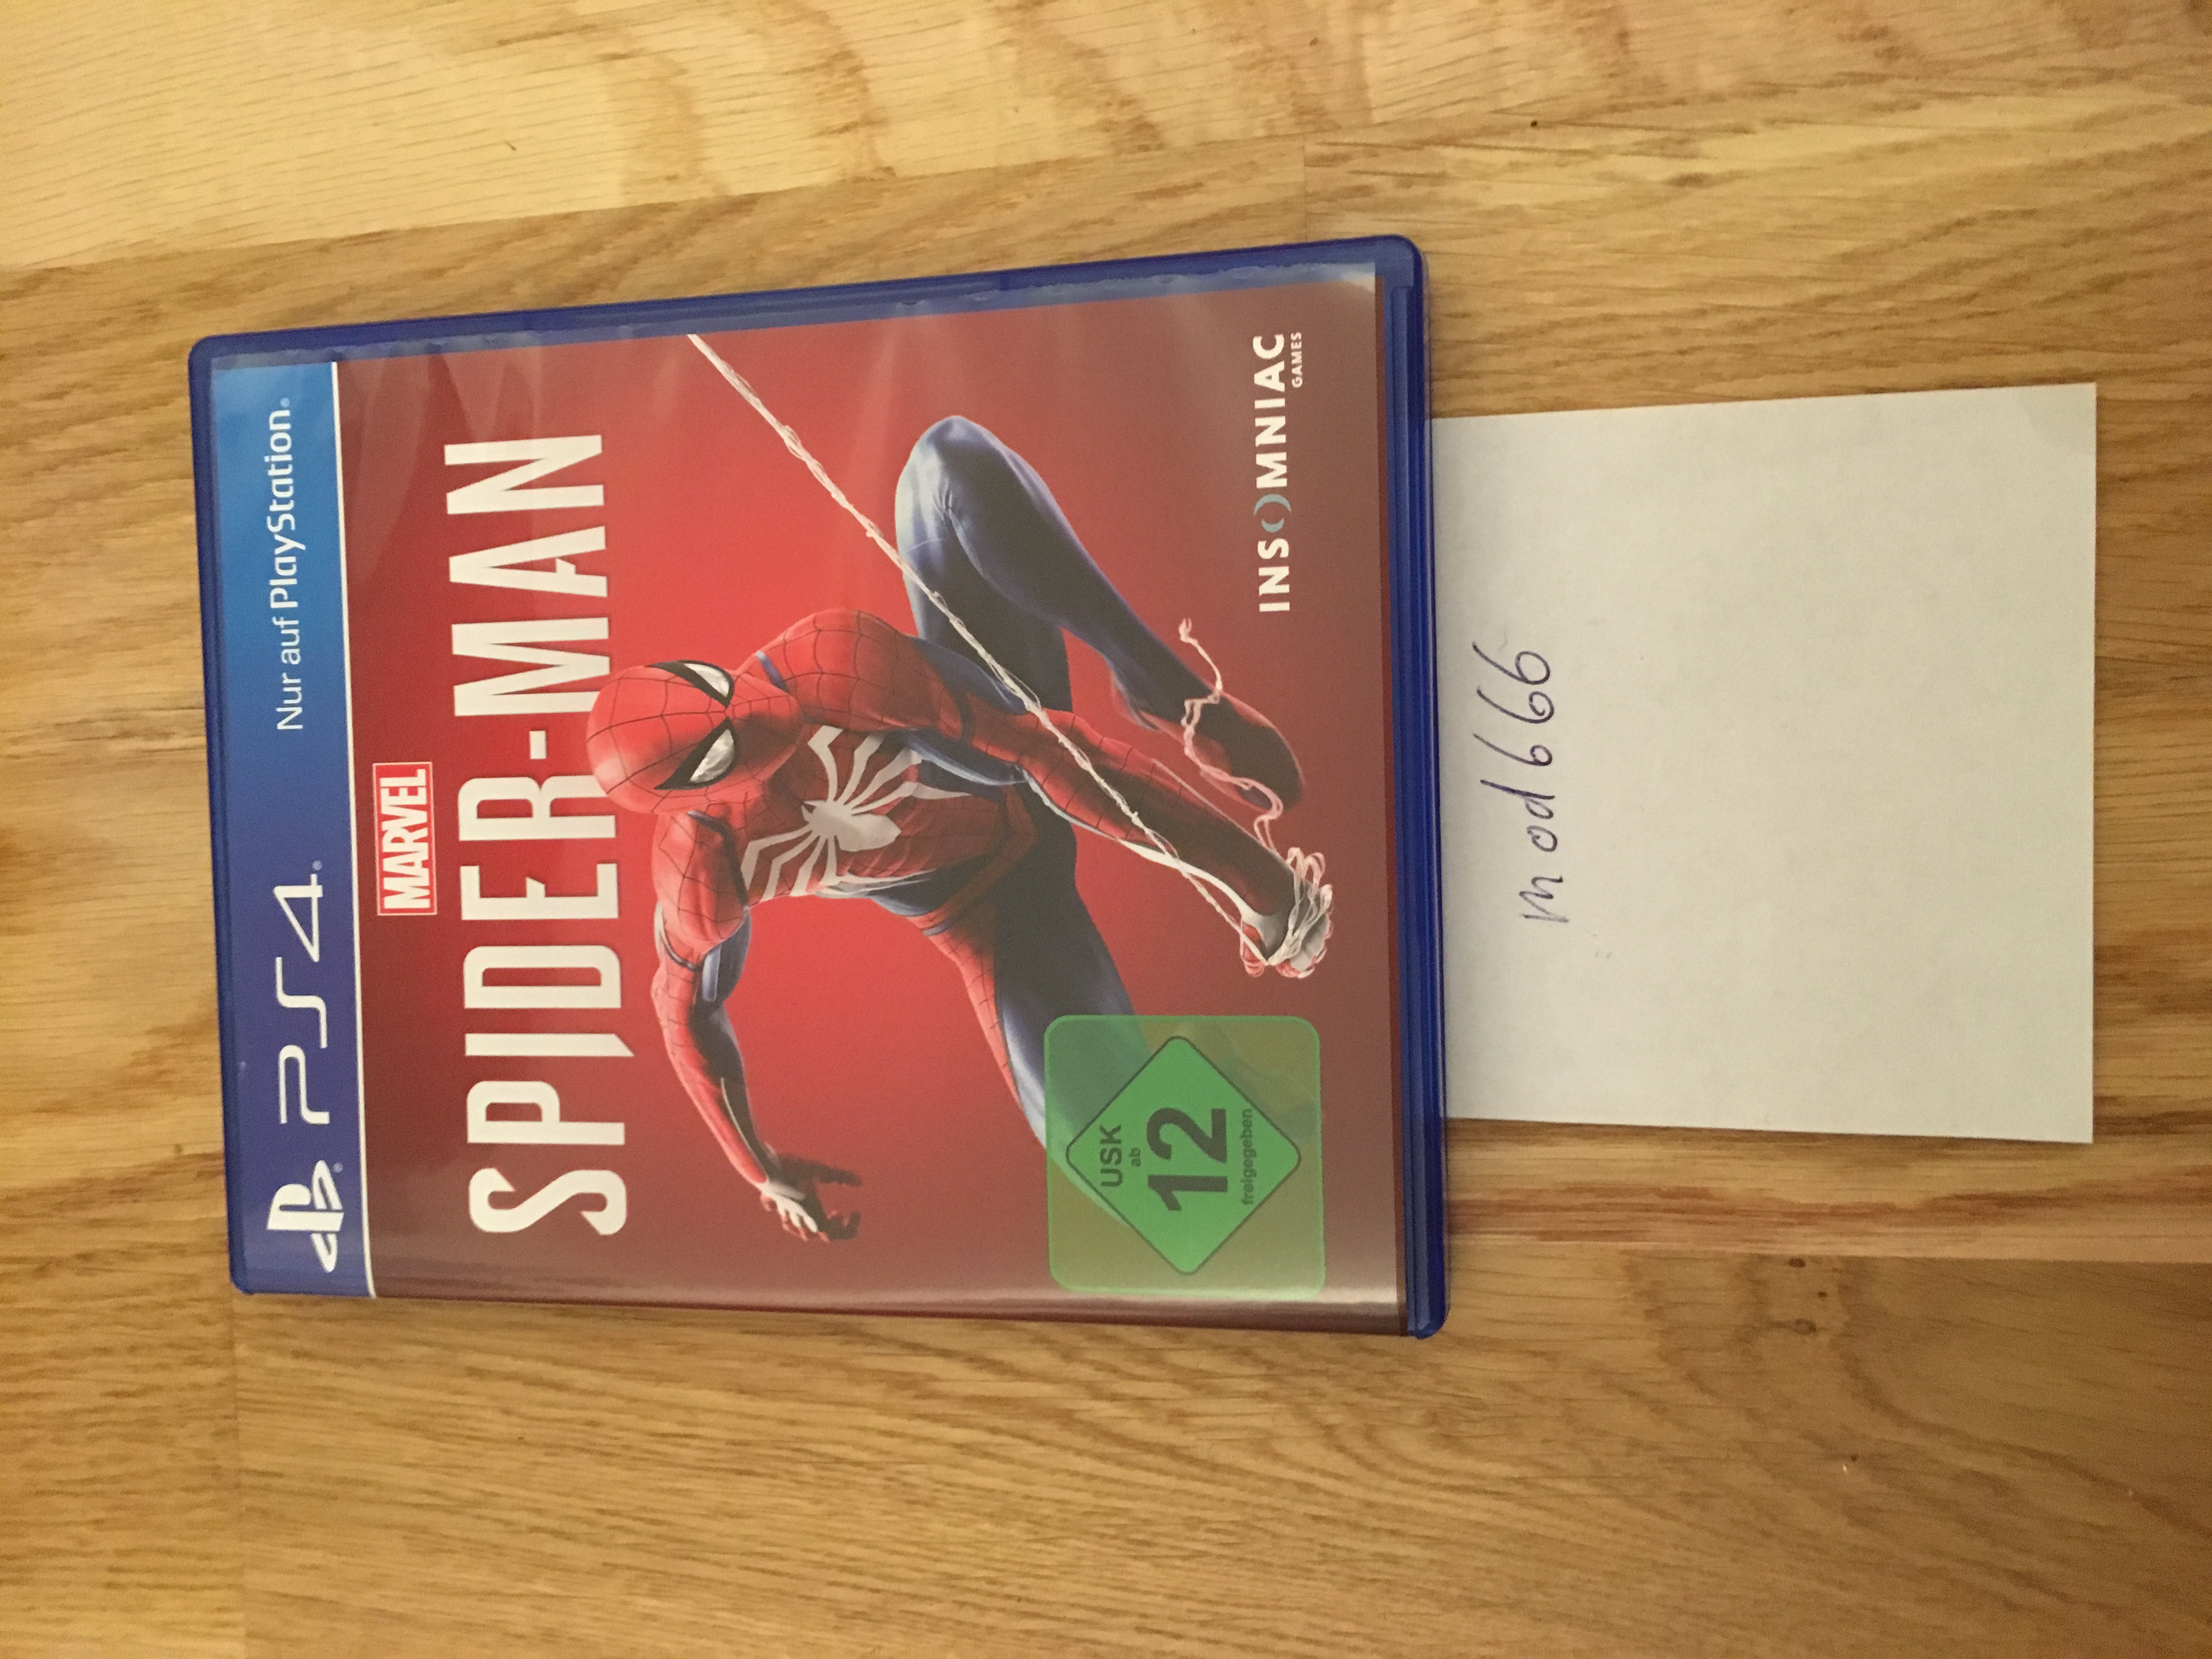 PS4 Nur auf PlayStation
MARVEL
SPIDER-MAN
USK
ab
12
freigegeben
INSOMNIAC
GAMES
mod666